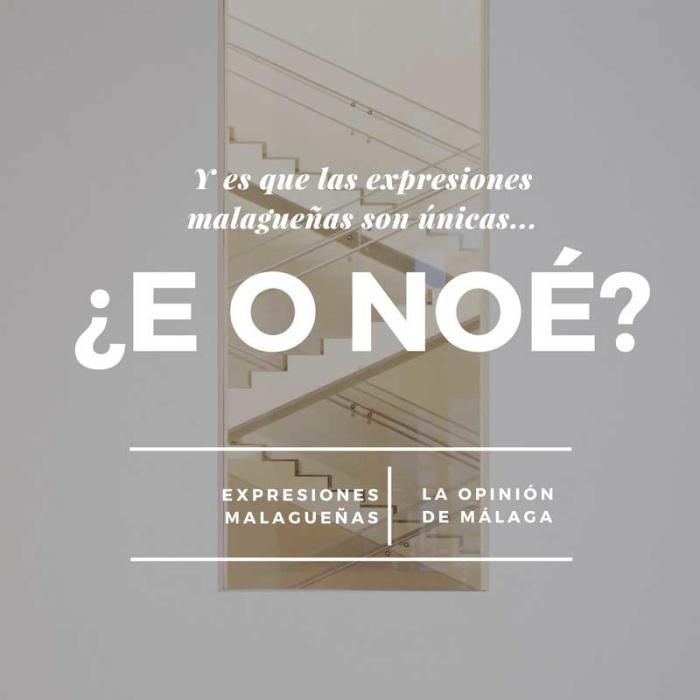 Y es que las expresiones
malagueñas son únicas...
¿E O NOÉ?
EXPRESIONES
MALAGUEÑAS
LA OPINIÓN
DE MÁLAGA